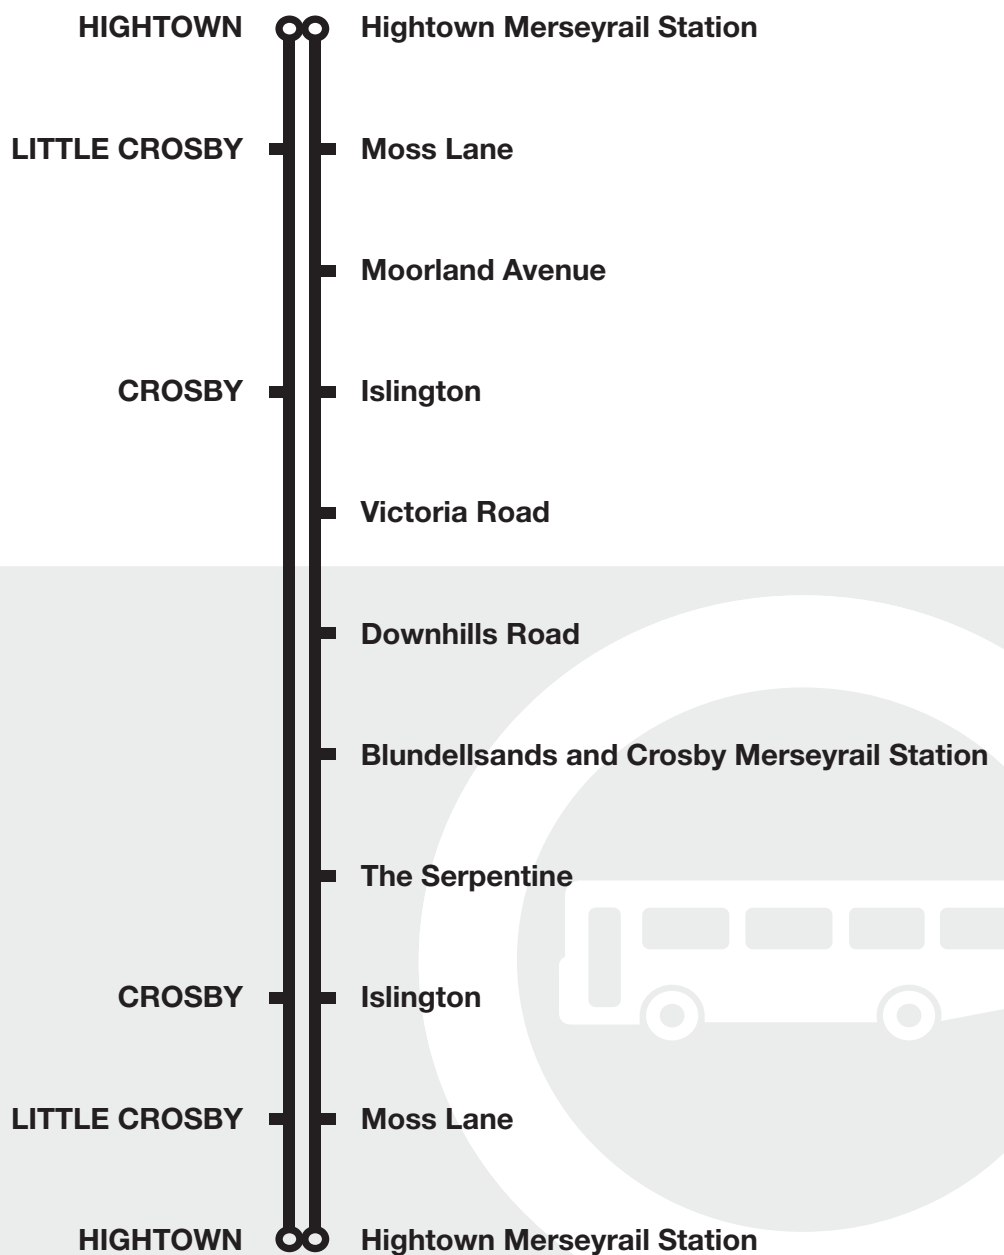 HIGHTOWN Hightown Merseyrail Station
LITTLE CROSBY Moss Lane
Moorland Avenue
CROSBY Islington
Victoria Road
Downhills Road
Blundellsands and Crosby Merseyrail Station
The Serpentine
CROSBY Islington
LITTLE CROSBY Moss Lane
HIGHTOWN Hightown Merseyrail Station